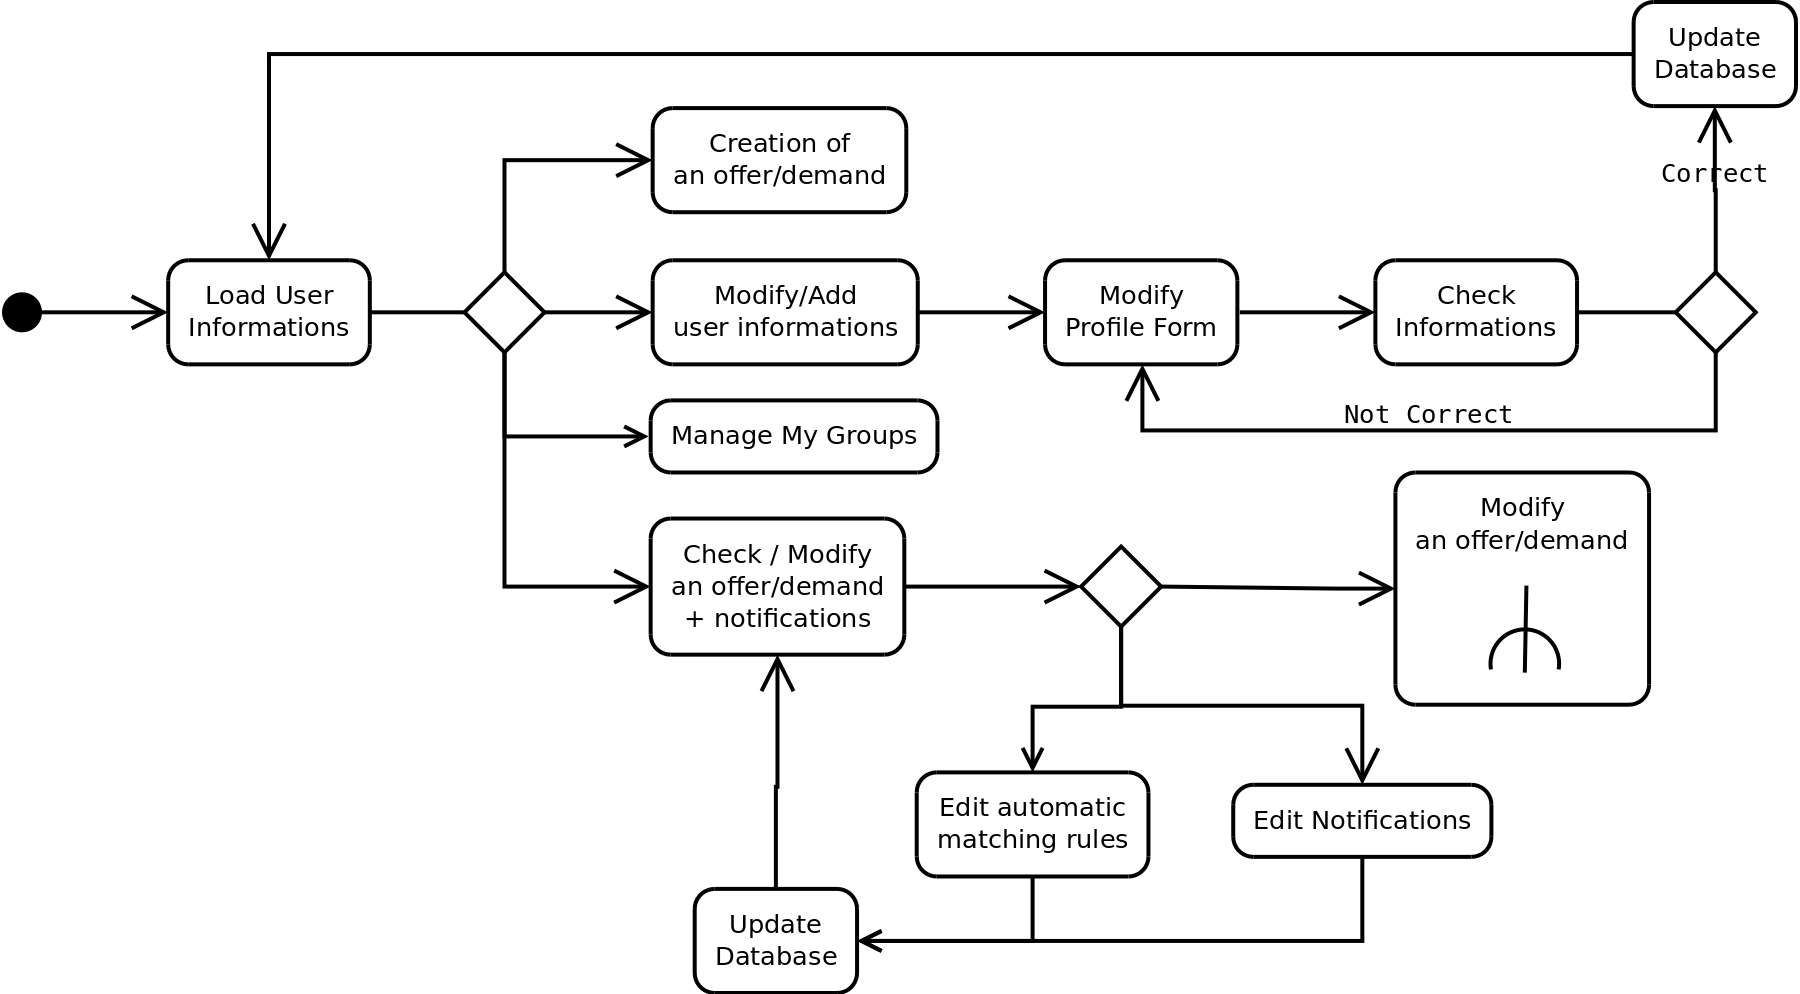 Update
Database
Creation of
an offer/demand
Correct
Load User
Informations
Modify/Add
user informations
Modify
Profile Form
Check
Informations
Not Correct
Manage My Groups
Modify
an offer/demand
Check / Modify
an offer/demand
+ notifications
Edit automatic
matching rules
Edit Notifications
Update
Database